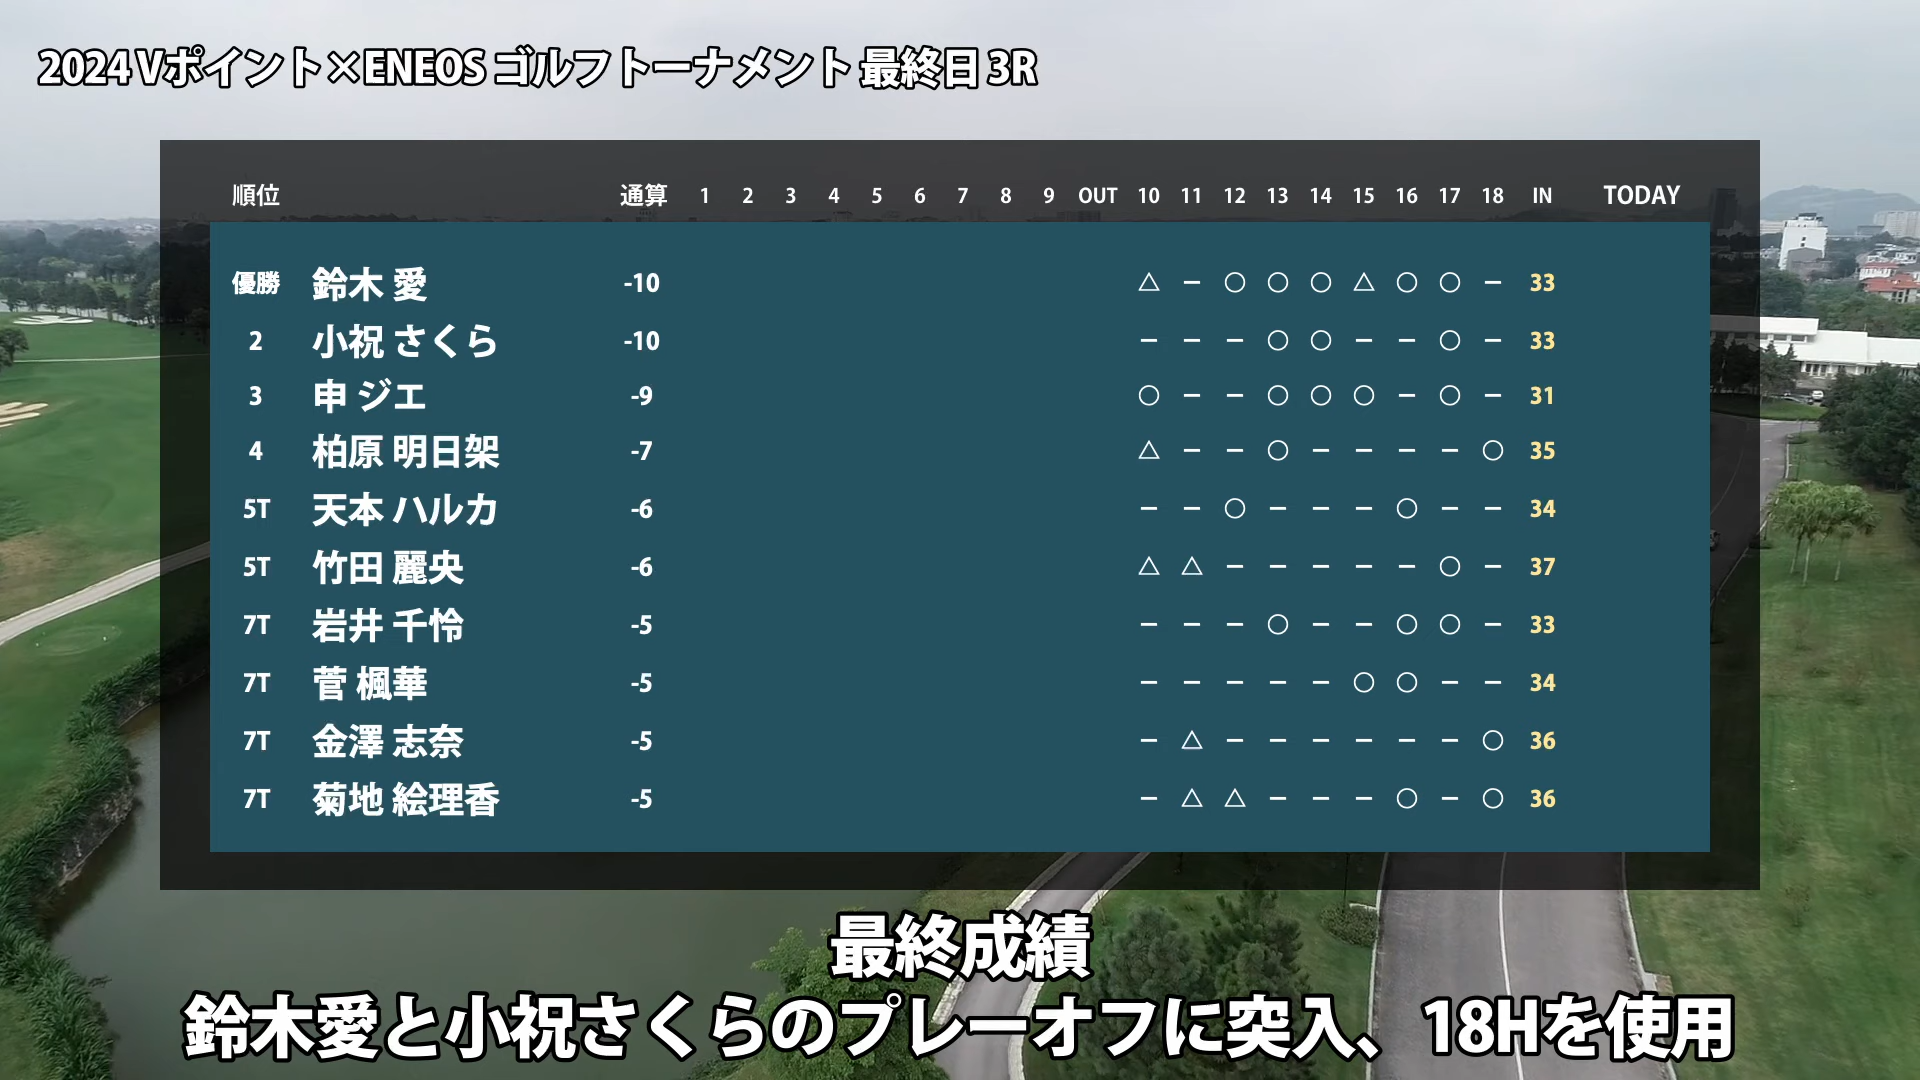 2024 Vポイント×ENEOS ゴルフトーナメント 最終日 3R
順位 通算 1 2 3 4 5 6 7 8 9 OUT 10 11 12 13 14 15 16 17 18 IN TODAY
優勝 鈴木 愛 -10 △ － ○ ○ ○ △ ○ ○ － 33
2 小祝 さくら -10 － － － ○ ○ － － ○ － 33
3 申 ジエ -9 ○ － － ○ ○ ○ － ○ － 31
4 柏原 明日架 -7 △ － － ○ － － － － ○ 35
5T 天本 ハルカ -6 － － ○ － － － ○ － － 34
5T 竹田 麗央 -6 △ △ － － － － － ○ － 37
7T 岩井 千怜 -5 － － － ○ － － ○ ○ － 33
7T 菅 楓華 -5 － － － － － ○ ○ － － 34
7T 金澤 志奈 -5 － △ － － － － － － ○ 36
7T 菊地 絵理香 -5 － △ △ － － － ○ － ○ 36
最終成績
鈴木愛と小祝さくらのプレーオフに突入、18Hを使用